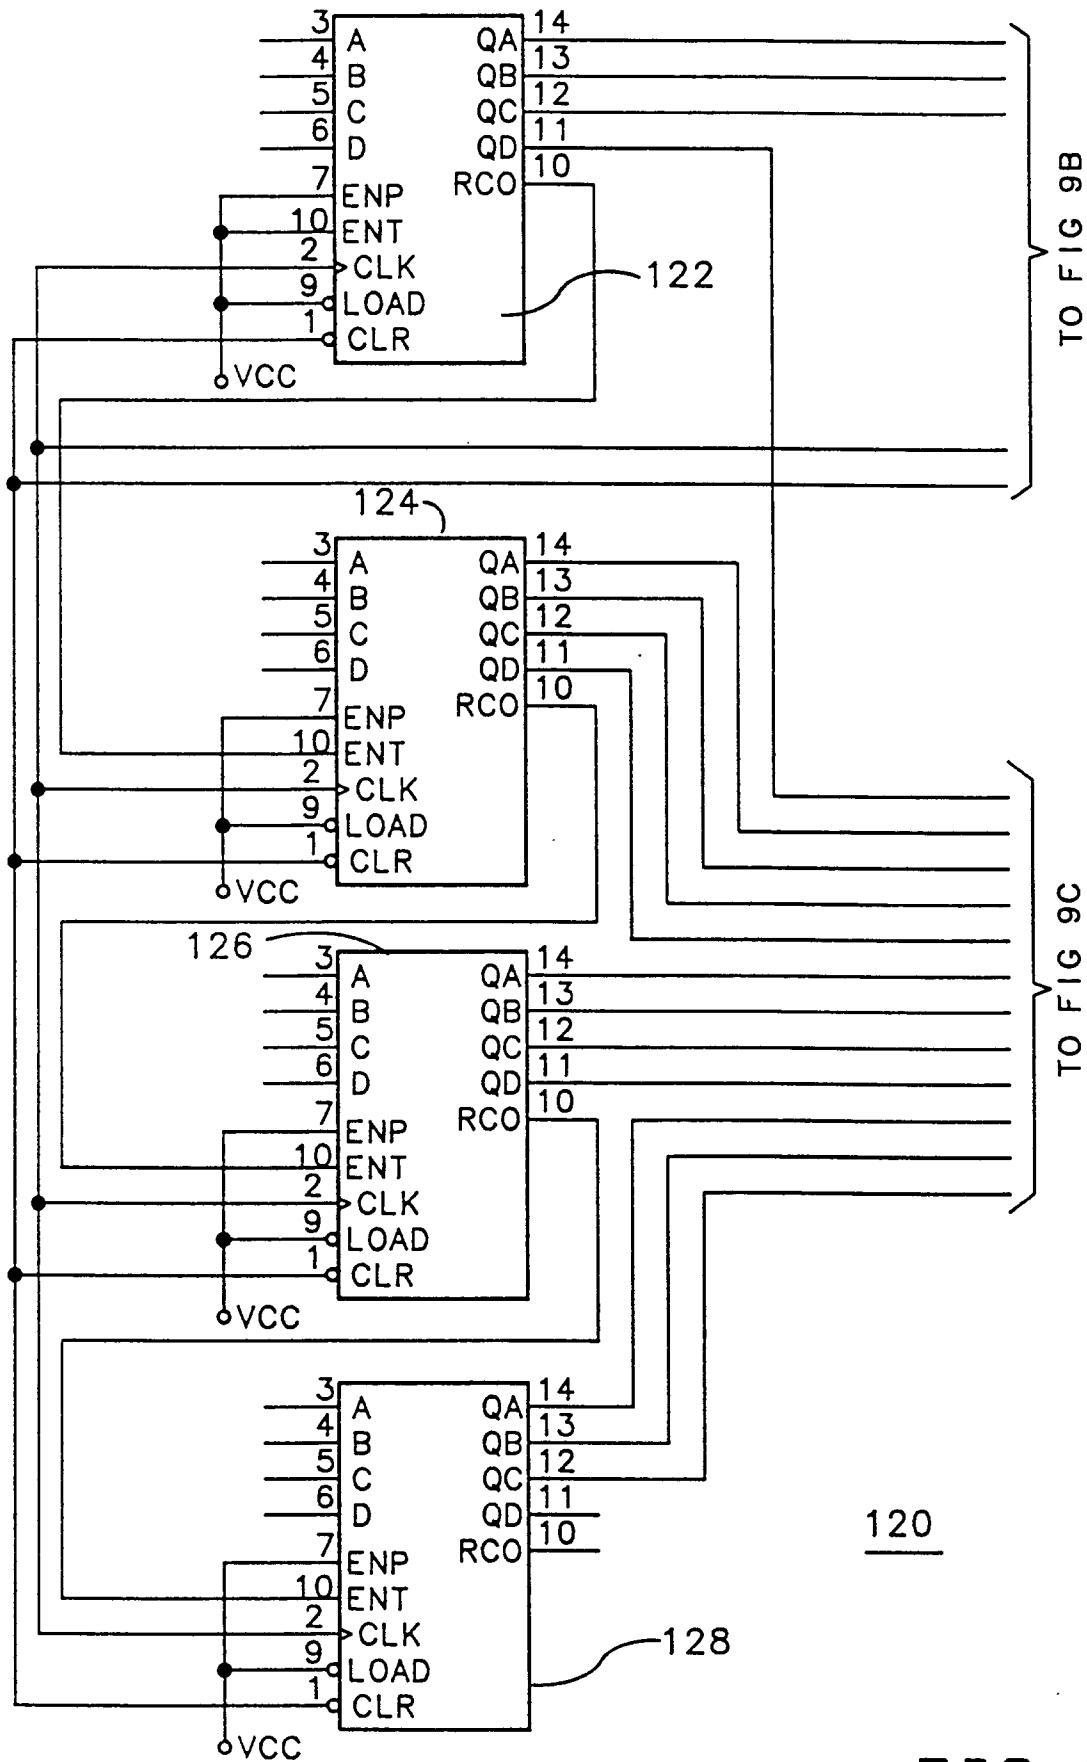 3 A QA 14
4 B QB 13
5 C QC 12
6 D QD 11
RCO 10
7 ENP
10 ENT
2 CLK
9 LOAD
1 CLR
122
VCC
TO FIG 9B
124
3 A QA 14
4 B QB 13
5 C QC 12
6 D QD 11
RCO 10
7 ENP
10 ENT
2 CLK
9 LOAD
1 CLR
VCC
TO FIG 9C
126
3 A QA 14
4 B QB 13
5 C QC 12
6 D QD 11
RCO 10
7 ENP
10 ENT
2 CLK
9 LOAD
1 CLR
VCC
3 A QA 14
4 B QB 13
5 C QC 12
6 D QD 11
RCO 10
7 ENP
10 ENT
2 CLK
9 LOAD
1 CLR
VCC
128
120